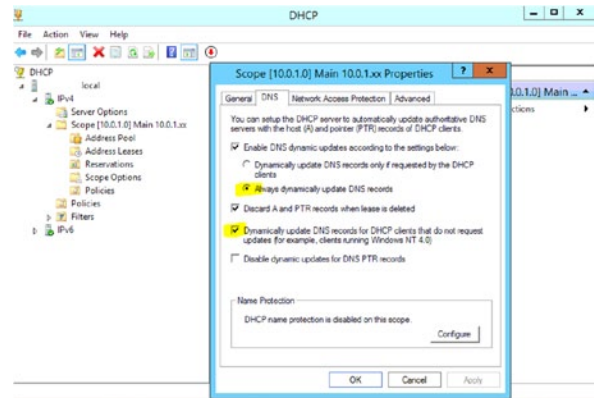 DHCP
File Action View Help
DHCP
local
IPv4
Server Options
Scope [10.0.1.0] Main 10.0.1.xx
Address Pool
Address Leases
Reservations
Scope Options
Policies
Policies
Filters
IPv6
Scope [10.0.1.0] Main 10.0.1.xx Properties ? x
General DNS Network Access Protection Advanced
You can setup the DHCP server to automatically update authoritative DNS
servers with the host (A) and pointer (PTR) records of DHCP clients.
Enable DNS dynamic updates according to the settings below:
Dynamically update DNS records only if requested by the DHCP
clients
Always dynamically update DNS records
Discard A and PTR records when lease is deleted
Dynamically update DNS records for DHCP clients that do not request
updates (for example, clients running Windows NT 4.0)
Disable dynamic updates for DNS PTR records
Name Protection
DHCP name protection is disabled on this scope.
Configure
OK Cancel Apply
.0.1.0] Main ...
ctions